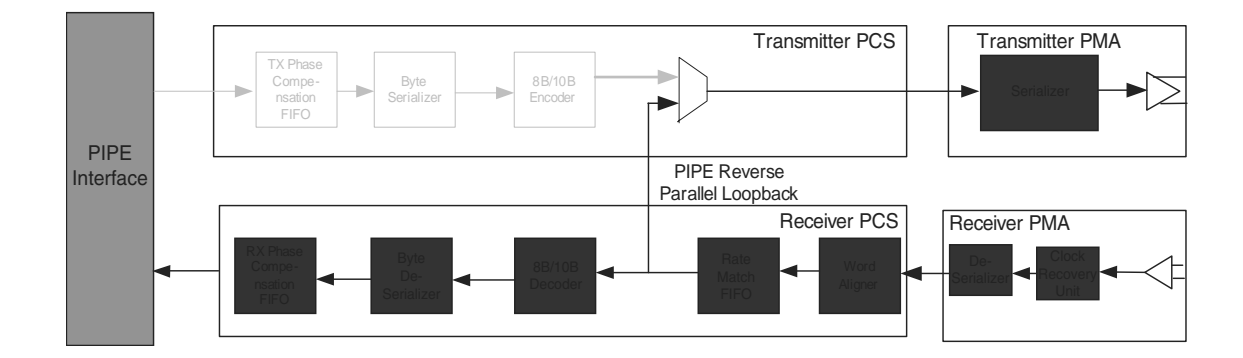 Transmitter PCS
Transmitter PMA
TX Phase
Compe-
nsation
FIFO
Byte
Serializer
8B/10B
Encoder
Serializer
PIPE
Interface
PIPE Reverse
Parallel Loopback
Receiver PCS
Receiver PMA
RX Phase
Compe-
nsation
FIFO
Byte
De-
Serializer
8B/10B
Decoder
Rate
Match
FIFO
Word
Aligner
De-
Serializer
Clock
Recovery
Unit